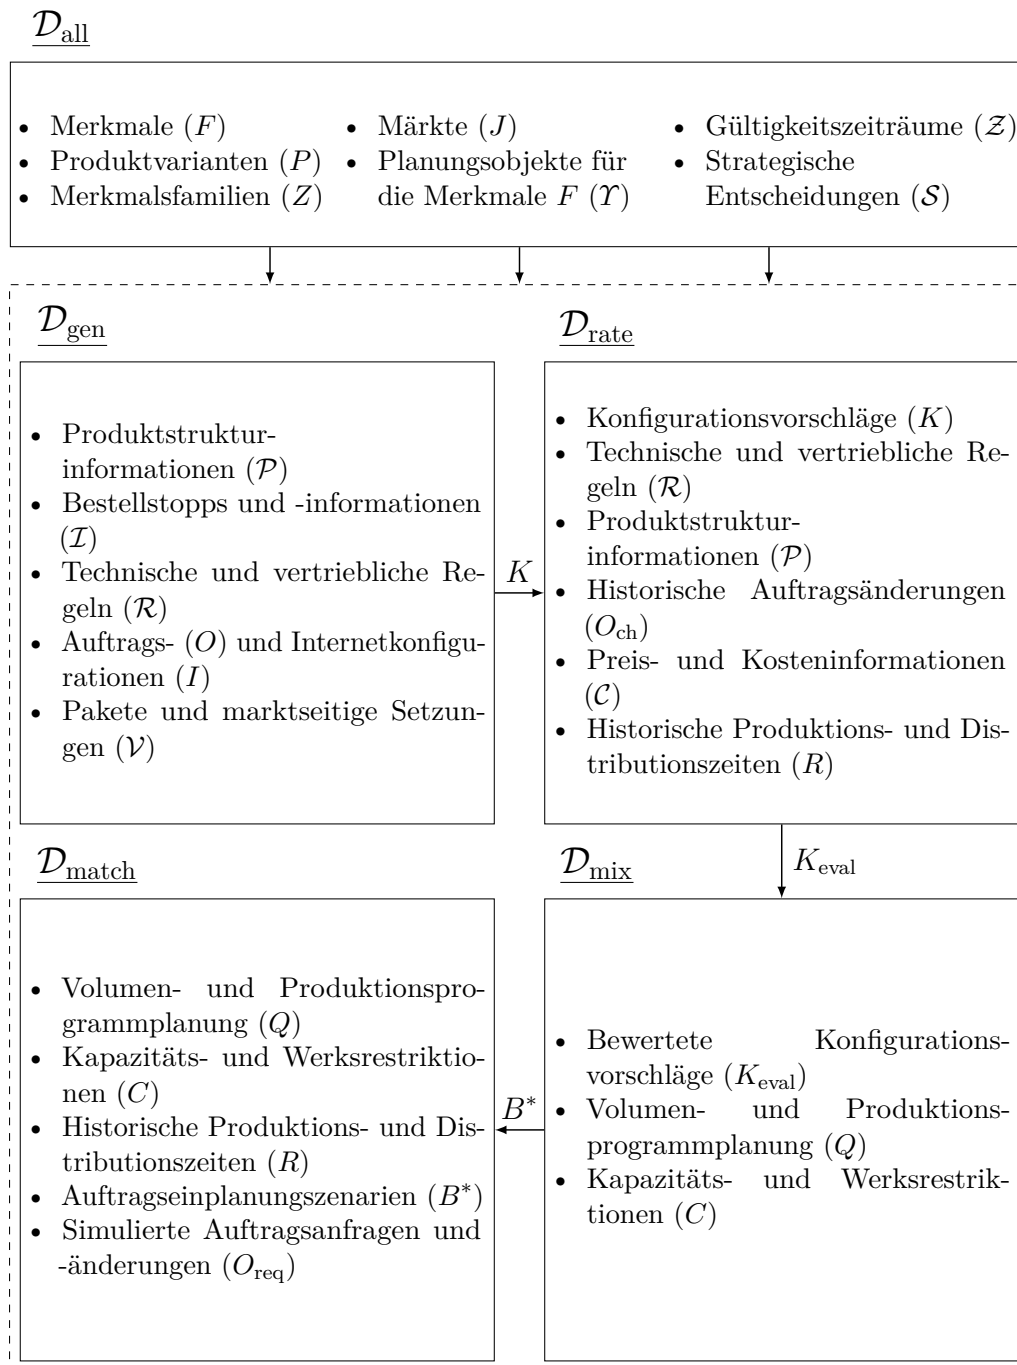 𝒟all
• Merkmale (F)
• Produktvarianten (P)
• Merkmalsfamilien (Z)
• Märkte (J)
• Planungsobjekte für
die Merkmale F (ϒ)
• Gültigkeitszeiträume (𝒵)
• Strategische
Entscheidungen (𝒮)
𝒟gen
• Produktstruktur-
informationen (𝒫)
• Bestellstopps und -informationen
(ℐ)
• Technische und vertriebliche Re-
geln (ℛ)
• Auftrags- (O) und Internetkonfigu-
rationen (I)
• Pakete und marktseitige Setzun-
gen (𝒱)
K
𝒟rate
• Konfigurationsvorschläge (K)
• Technische und vertriebliche Re-
geln (ℛ)
• Produktstruktur-
informationen (𝒫)
• Historische Auftragsänderungen
(Och)
• Preis- und Kosteninformationen
(𝒞)
• Historische Produktions- und Dis-
tributionszeiten (R)
Keval
𝒟match
• Volumen- und Produktionspro-
grammplanung (Q)
• Kapazitäts- und Werksrestriktio-
nen (C)
• Historische Produktions- und Dis-
tributionszeiten (R)
• Auftragseinplanungszenarien (B*)
• Simulierte Auftragsanfragen und
-änderungen (Oreq)
B*
𝒟mix
• Bewertete Konfigurations-
vorschläge (Keval)
• Volumen- und Produktions-
programmplanung (Q)
• Kapazitäts- und Werksrestrik-
tionen (C)